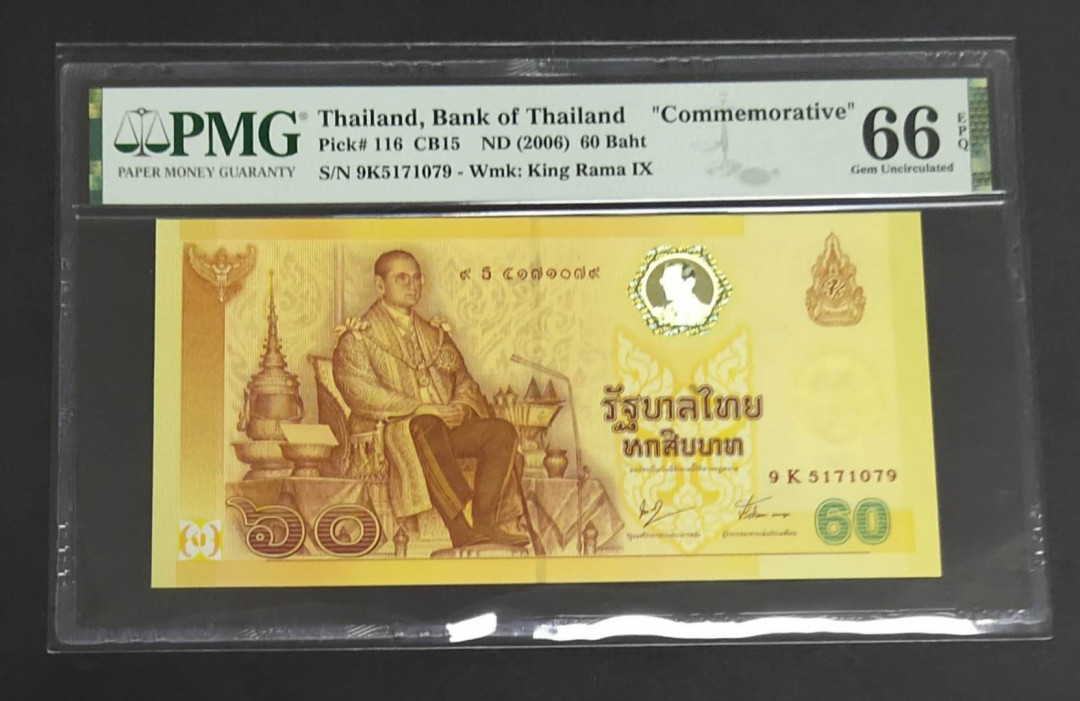 PMG®
PAPER MONEY GUARANTY
Thailand, Bank of Thailand "Commemorative"
Pick# 116 CB15 ND (2006) 60 Baht
S/N 9K5171079 - Wmk: King Rama IX
66 EPQ
Gem Uncirculated
๙ ธ ๕๑๗๑๐๗๙
รัฐบาลไทย
หกสิบบาท
9 K 5171079
๖๐
60